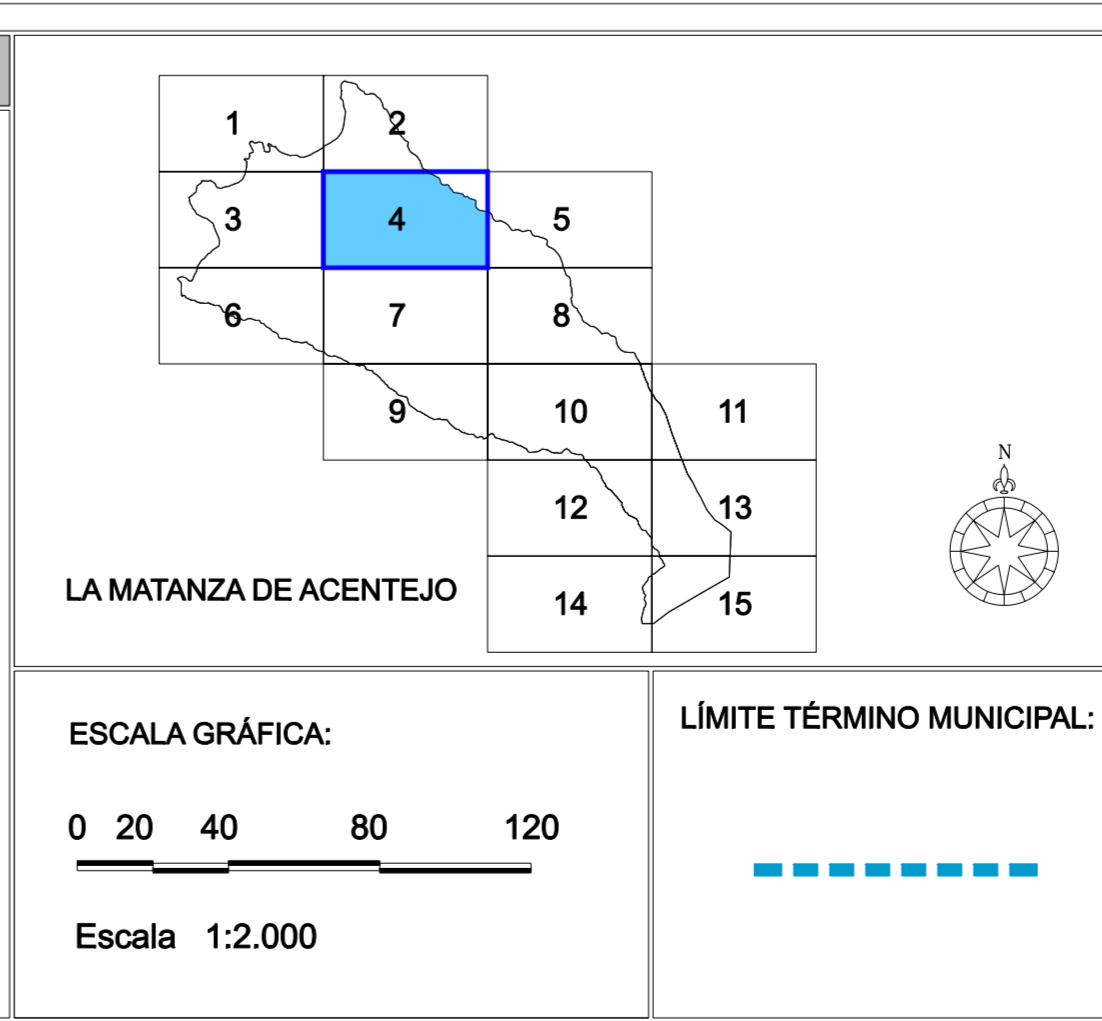 1 2
3 4 5
6 7 8
9 10 11
N
12 13
LA MATANZA DE ACENTEJO
14 15
ESCALA GRÁFICA:
0 20 40 80 120
Escala 1:2.000
LÍMITE TÉRMINO MUNICIPAL: